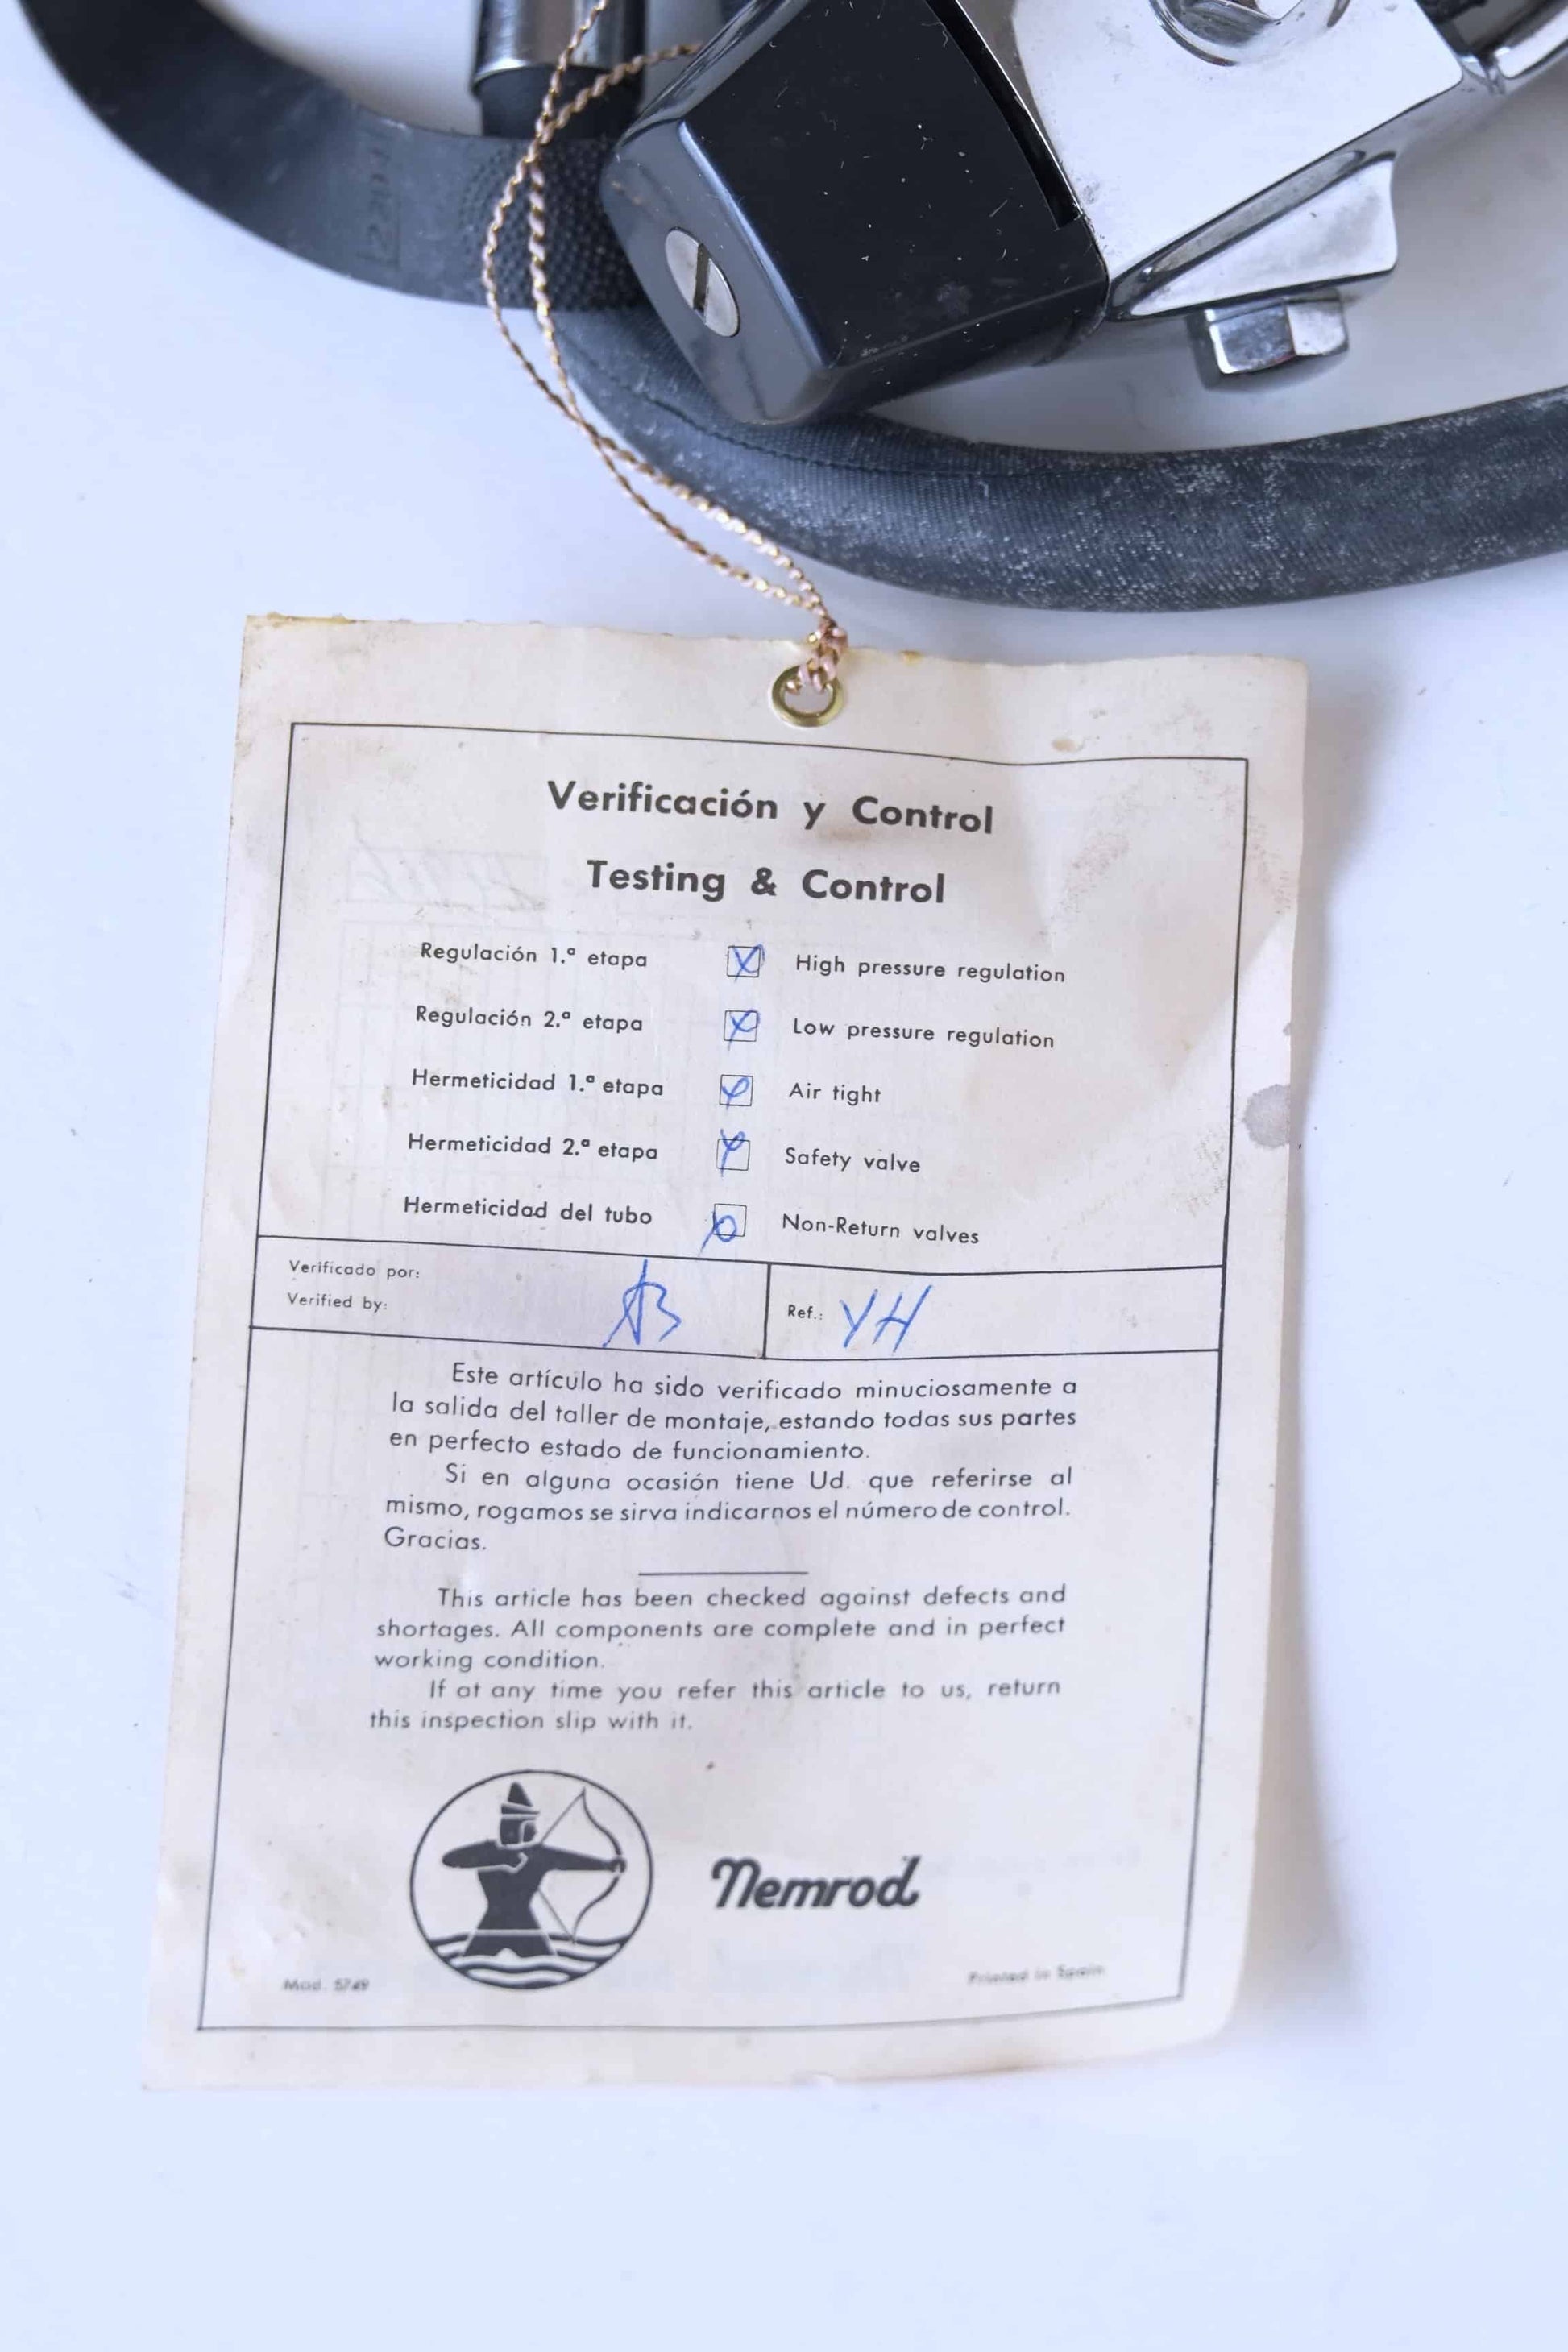 Verificación y Control
Testing & Control
Regulación 1.ª etapa High pressure regulation
Regulación 2.ª etapa Low pressure regulation
Hermeticidad 1.ª etapa Air tight
Hermeticidad 2.ª etapa Safety valve
Hermeticidad del tubo Non-Return valves
Verificado por:
Verified by: AB Ref.: YH
Este artículo ha sido verificado minuciosamente a
la salida del taller de montaje, estando todas sus partes
en perfecto estado de funcionamiento.
Si en alguna ocasión tiene Ud. que referirse al
mismo, rogamos se sirva indicarnos el número de control.
Gracias.
This article has been checked against defects and
shortages. All components are complete and in perfect
working condition.
If at any time you refer this article to us, return
this inspection slip with it.
Nemrod
Mod. 5749 Printed in Spain